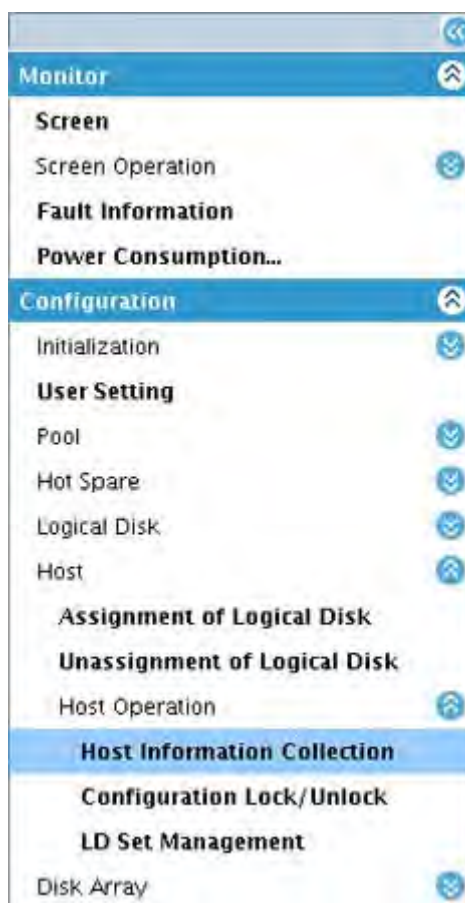 Monitor
Screen
Screen Operation
Fault Information
Power Consumption...
Configuration
Initialization
User Setting
Pool
Hot Spare
Logical Disk
Host
Assignment of Logical Disk
Unassignment of Logical Disk
Host Operation
Host Information Collection
Configuration Lock/Unlock
LD Set Management
Disk Array